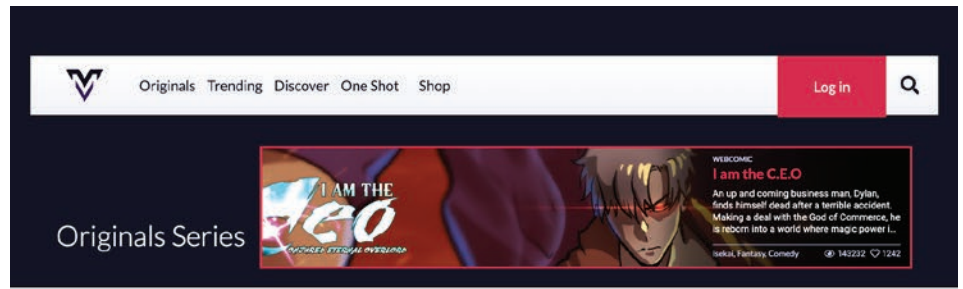 Originals Trending Discover One Shot Shop Log in
Originals Series
I AM THE
CEO
WEBCOMIC
I am the C.E.O
An up and coming business man, Dylan,
finds himself dead after a terrible accident.
Making a deal with the God of Commerce, he
is reborn into a world where magic power i...
Isekai, Fantasy, Comedy 143232 1242